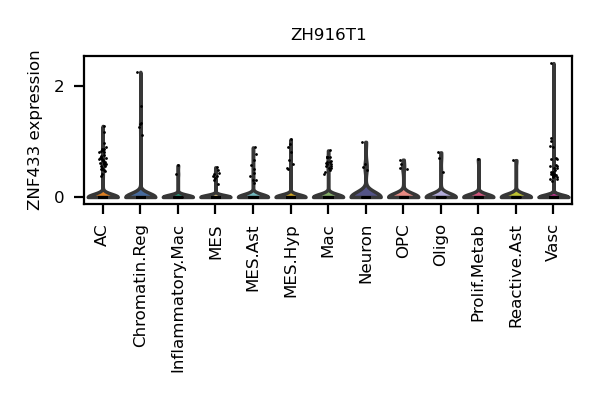 ZH916T1
ZNF433 expression
2
0
AC
Chromatin.Reg
Inflammatory.Mac
MES
MES.Ast
MES.Hyp
Mac
Neuron
OPC
Oligo
Prolif.Metab
Reactive.Ast
Vasc